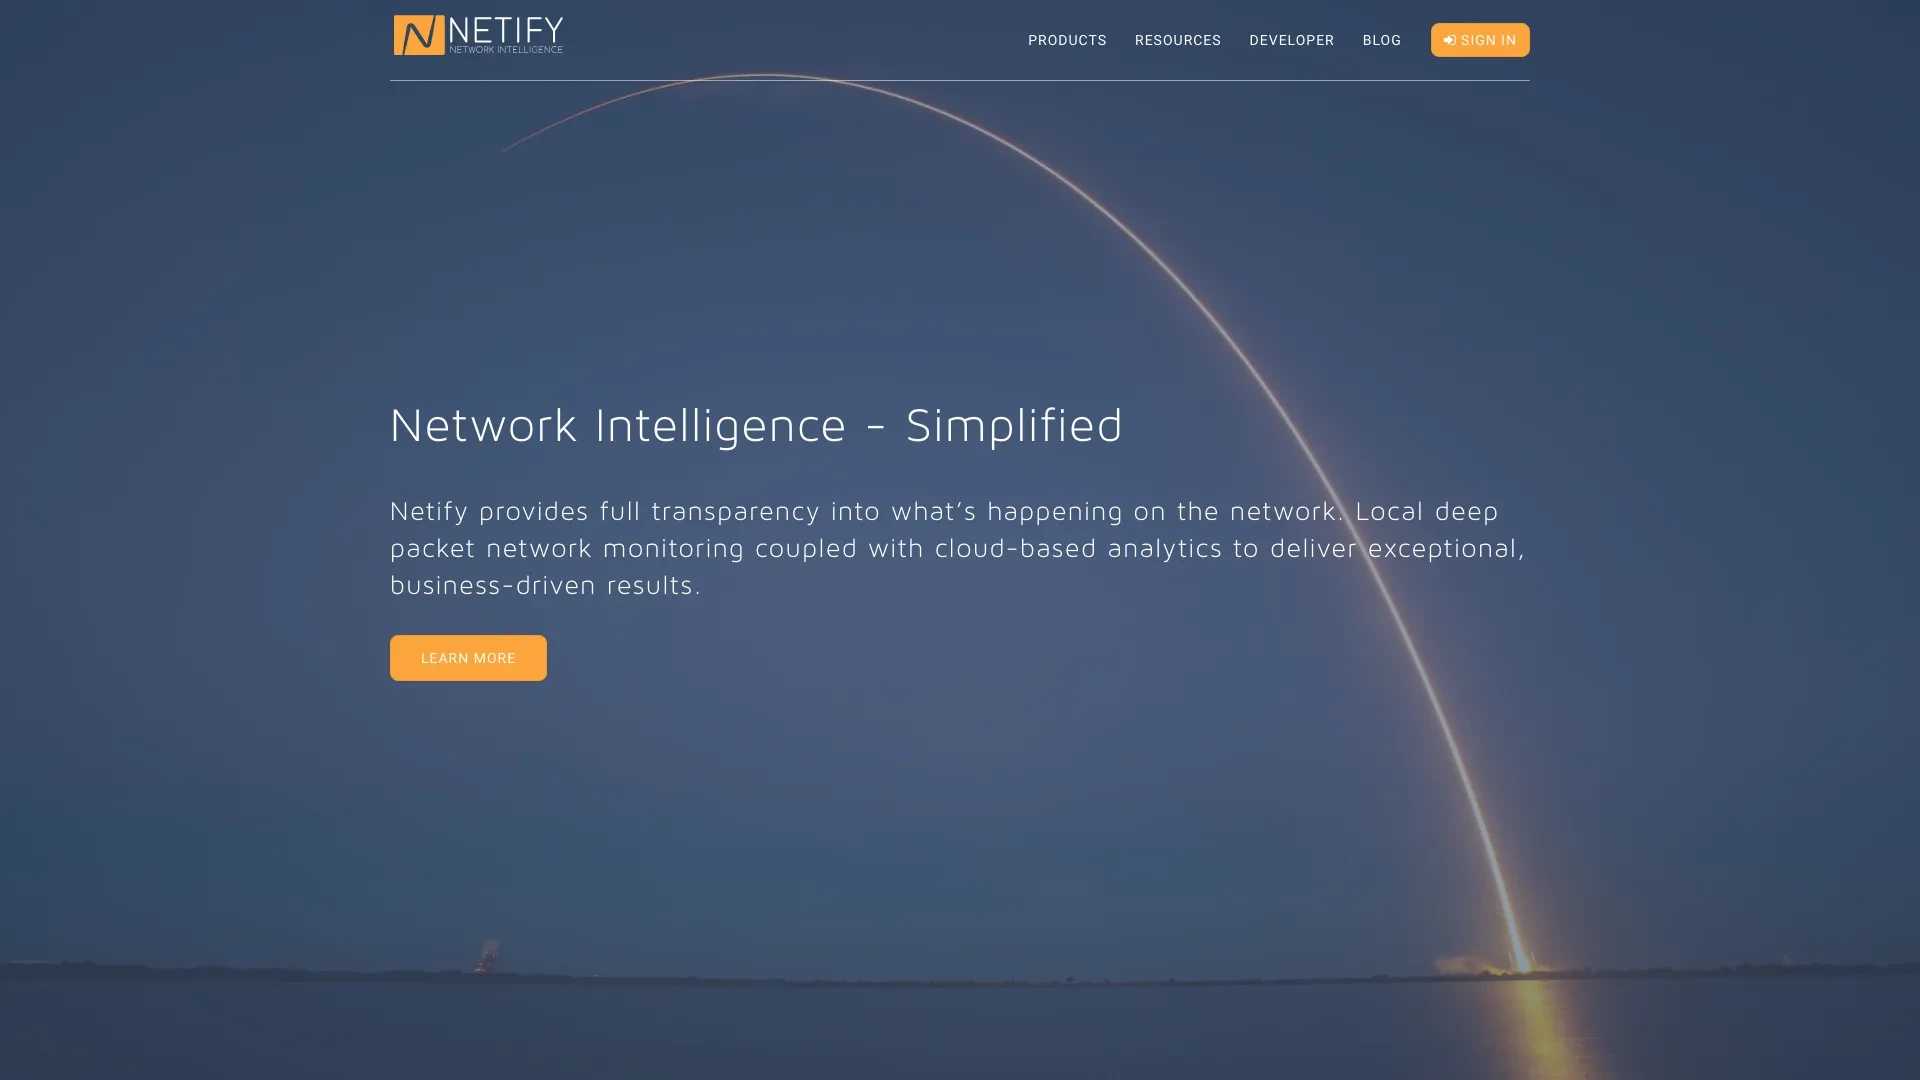 NETIFY
NETWORK INTELLIGENCE
PRODUCTS
RESOURCES
DEVELOPER
BLOG
SIGN IN
Network Intelligence - Simplified
Netify provides full transparency into what’s happening on the network. Local deep
packet network monitoring coupled with cloud-based analytics to deliver exceptional,
business-driven results.
LEARN MORE